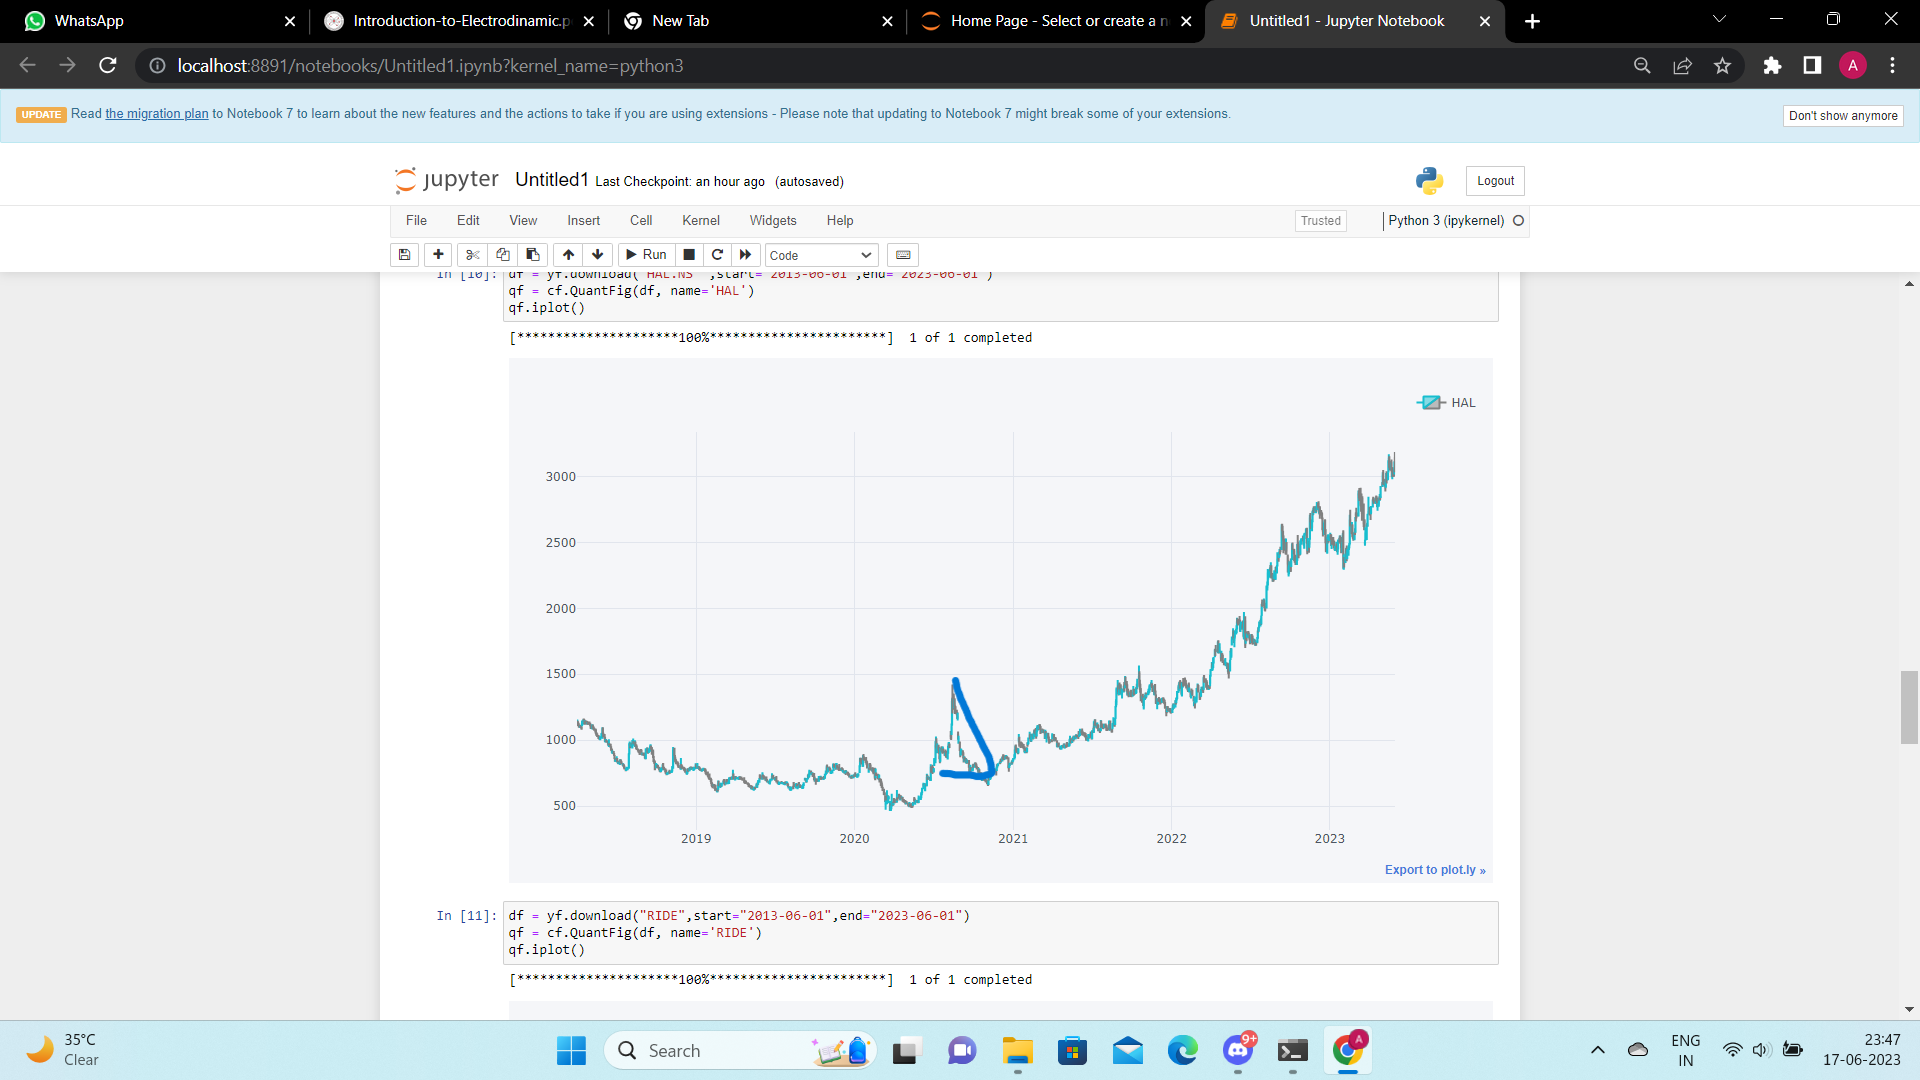 WhatsApp
Introduction-to-Electrodinamic.p
New Tab
Home Page - Select or create a n
Untitled1 - Jupyter Notebook
localhost:8891/notebooks/Untitled1.ipynb?kernel_name=python3
A
UPDATE Read the migration plan to Notebook 7 to learn about the new features and the actions to take if you are using extensions - Please note that updating to Notebook 7 might break some of your extensions.
Don't show anymore
jupyter Untitled1 Last Checkpoint: an hour ago (autosaved)
Logout
File Edit View Insert Cell Kernel Widgets Help
Trusted
Python 3 (ipykernel)
Run
Code
In [10]: df = yf.download("HAL.NS" ,start="2013-06-01",end="2023-06-01")
qf = cf.QuantFig(df, name='HAL')
qf.iplot()
[*********************100%***********************] 1 of 1 completed
HAL
3000
2500
2000
1500
1000
500
2019 2020 2021 2022 2023
Export to plot.ly »
In [11]: df = yf.download("RIDE",start="2013-06-01",end="2023-06-01")
qf = cf.QuantFig(df, name='RIDE')
qf.iplot()
[*********************100%***********************] 1 of 1 completed
35°C
Clear
Search
9+
A
ENG
IN
23:47
17-06-2023